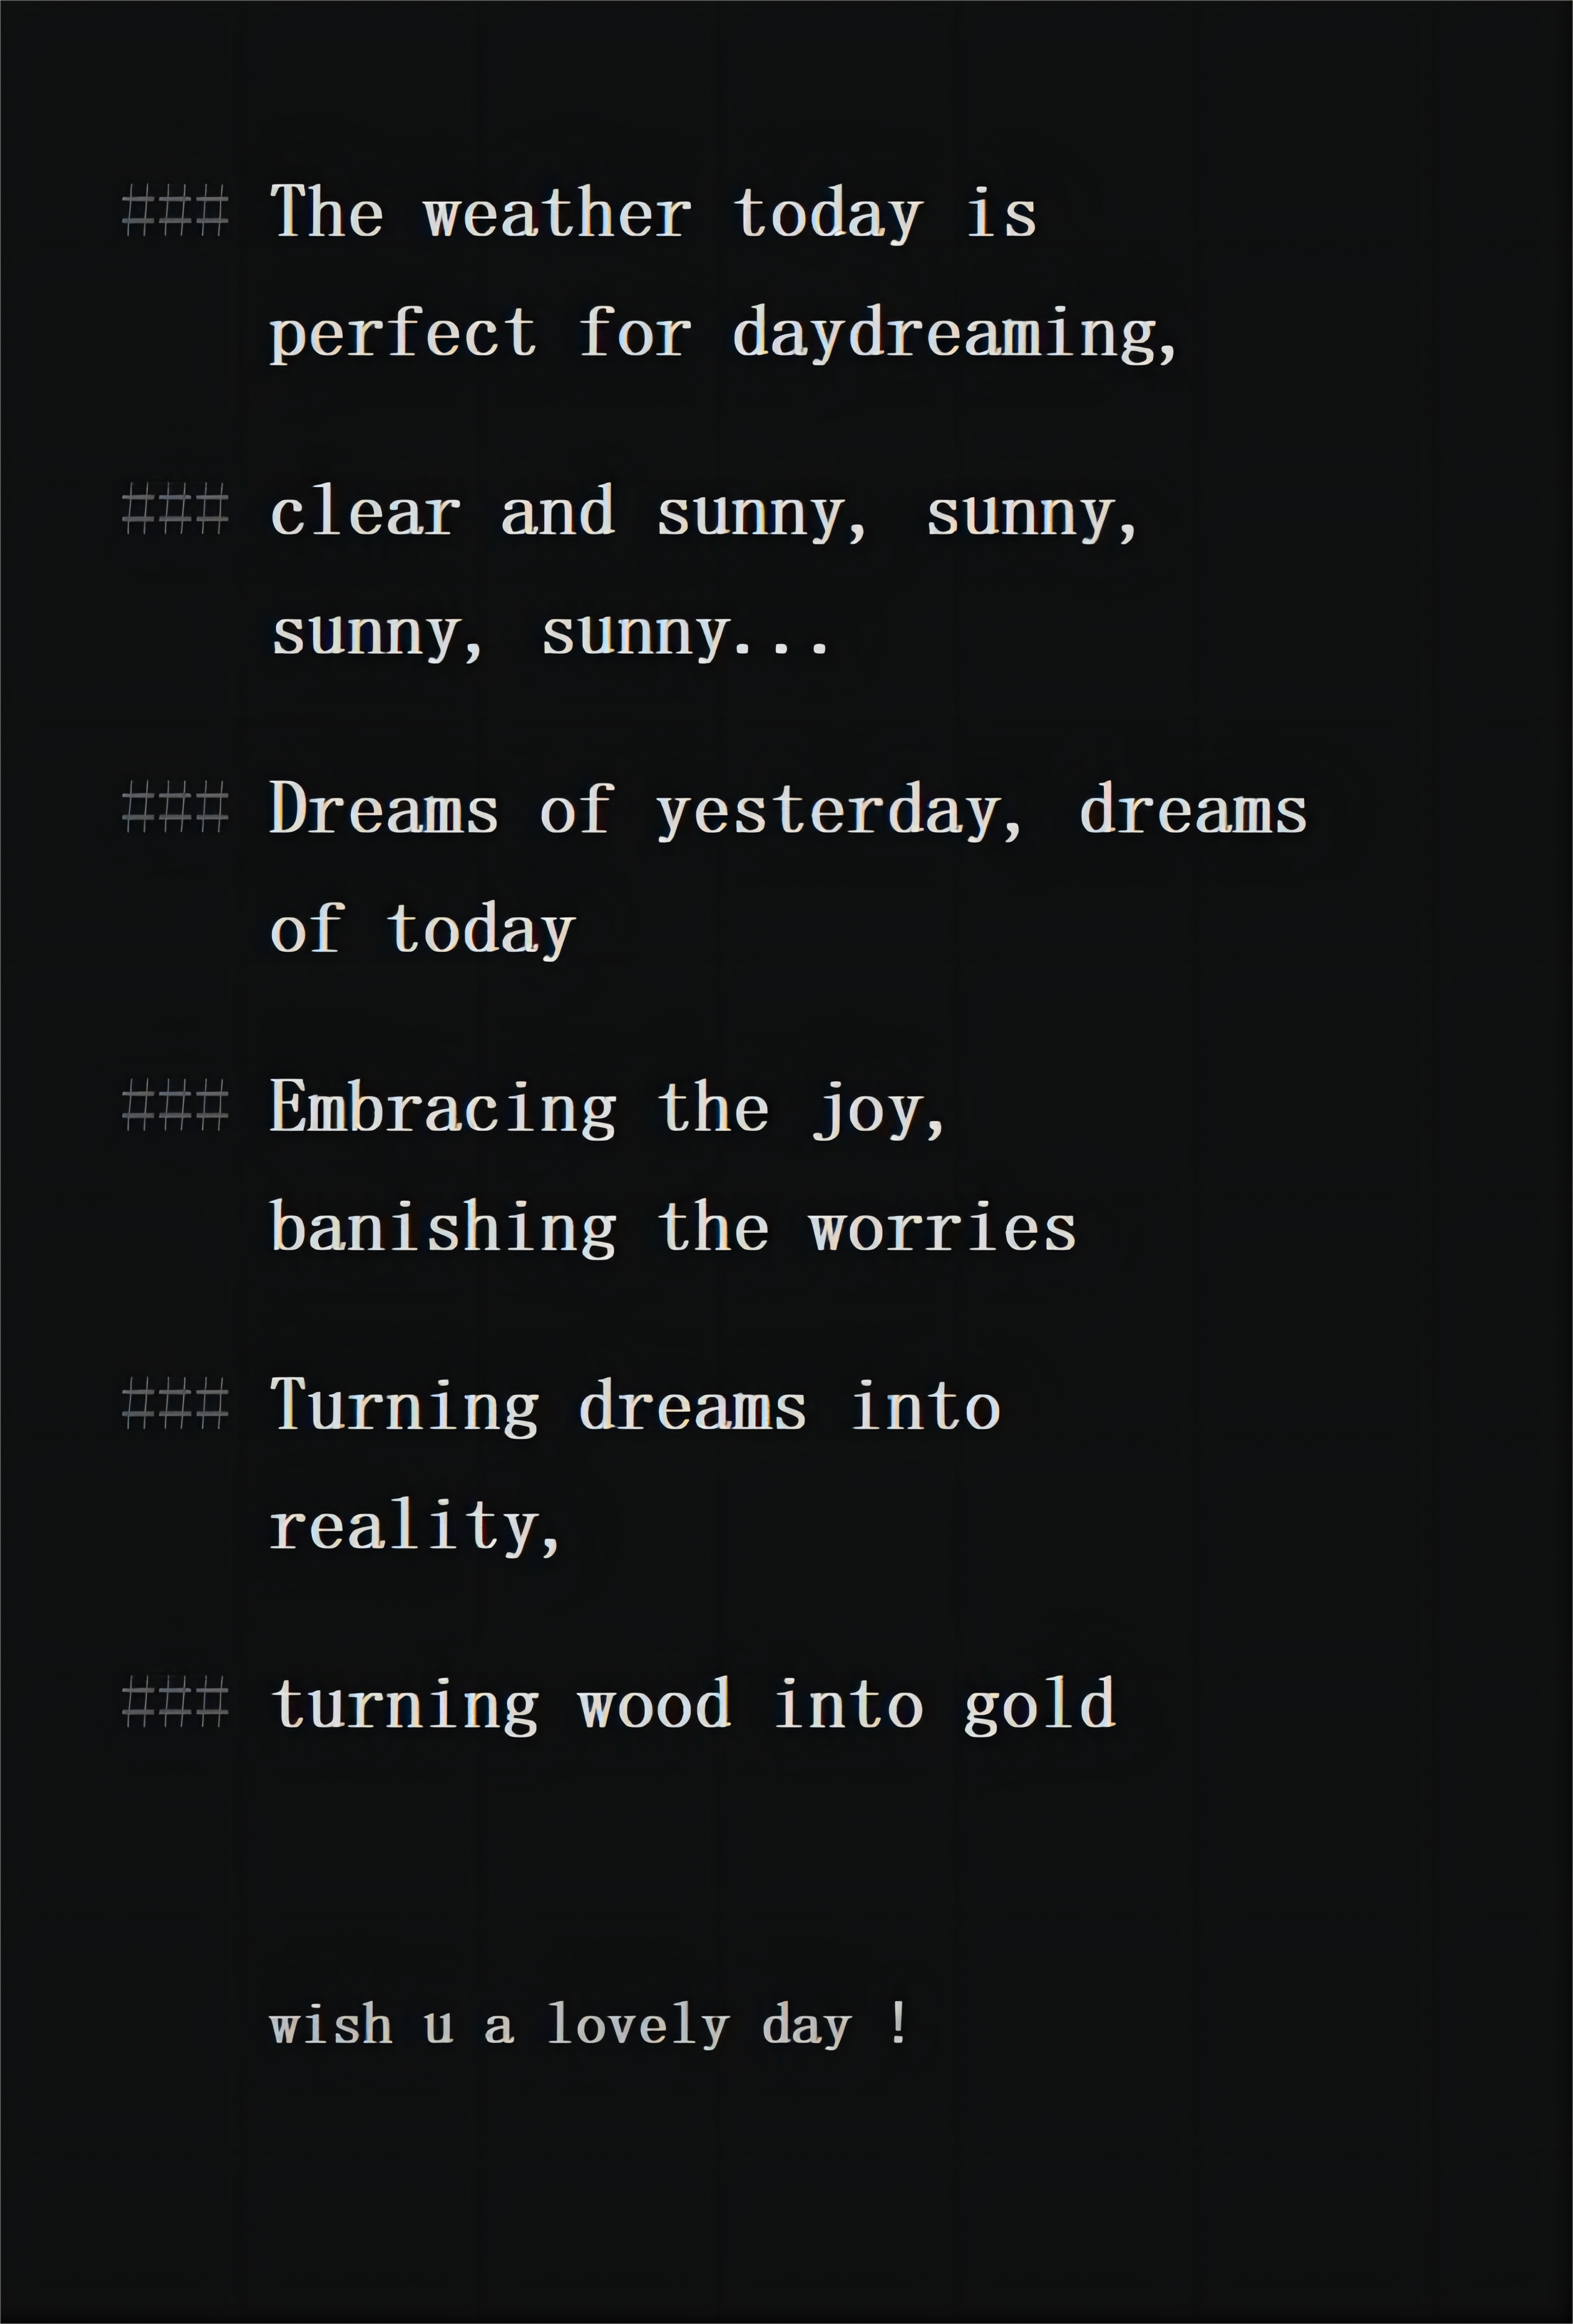 ### The weather today is
perfect for daydreaming,
### clear and sunny, sunny,
sunny, sunny...
### Dreams of yesterday, dreams
of today
### Embracing the joy,
banishing the worries
### Turning dreams into
reality,
### turning wood into gold
wish u a lovely day !